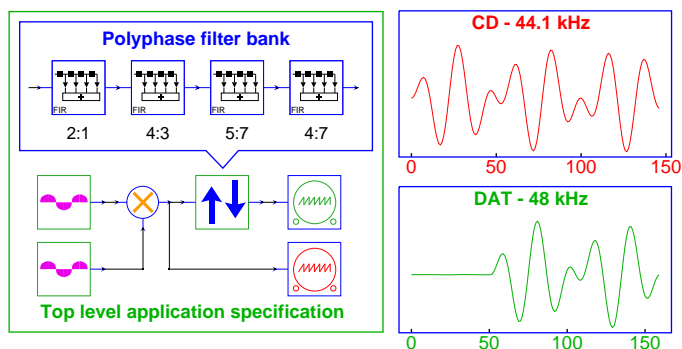 Polyphase filter bank
FIR FIR FIR FIR
2:1 4:3 5:7 4:7
Top level application specification
CD - 44.1 kHz
0 50 100 150
DAT - 48 kHz
0 50 100 150